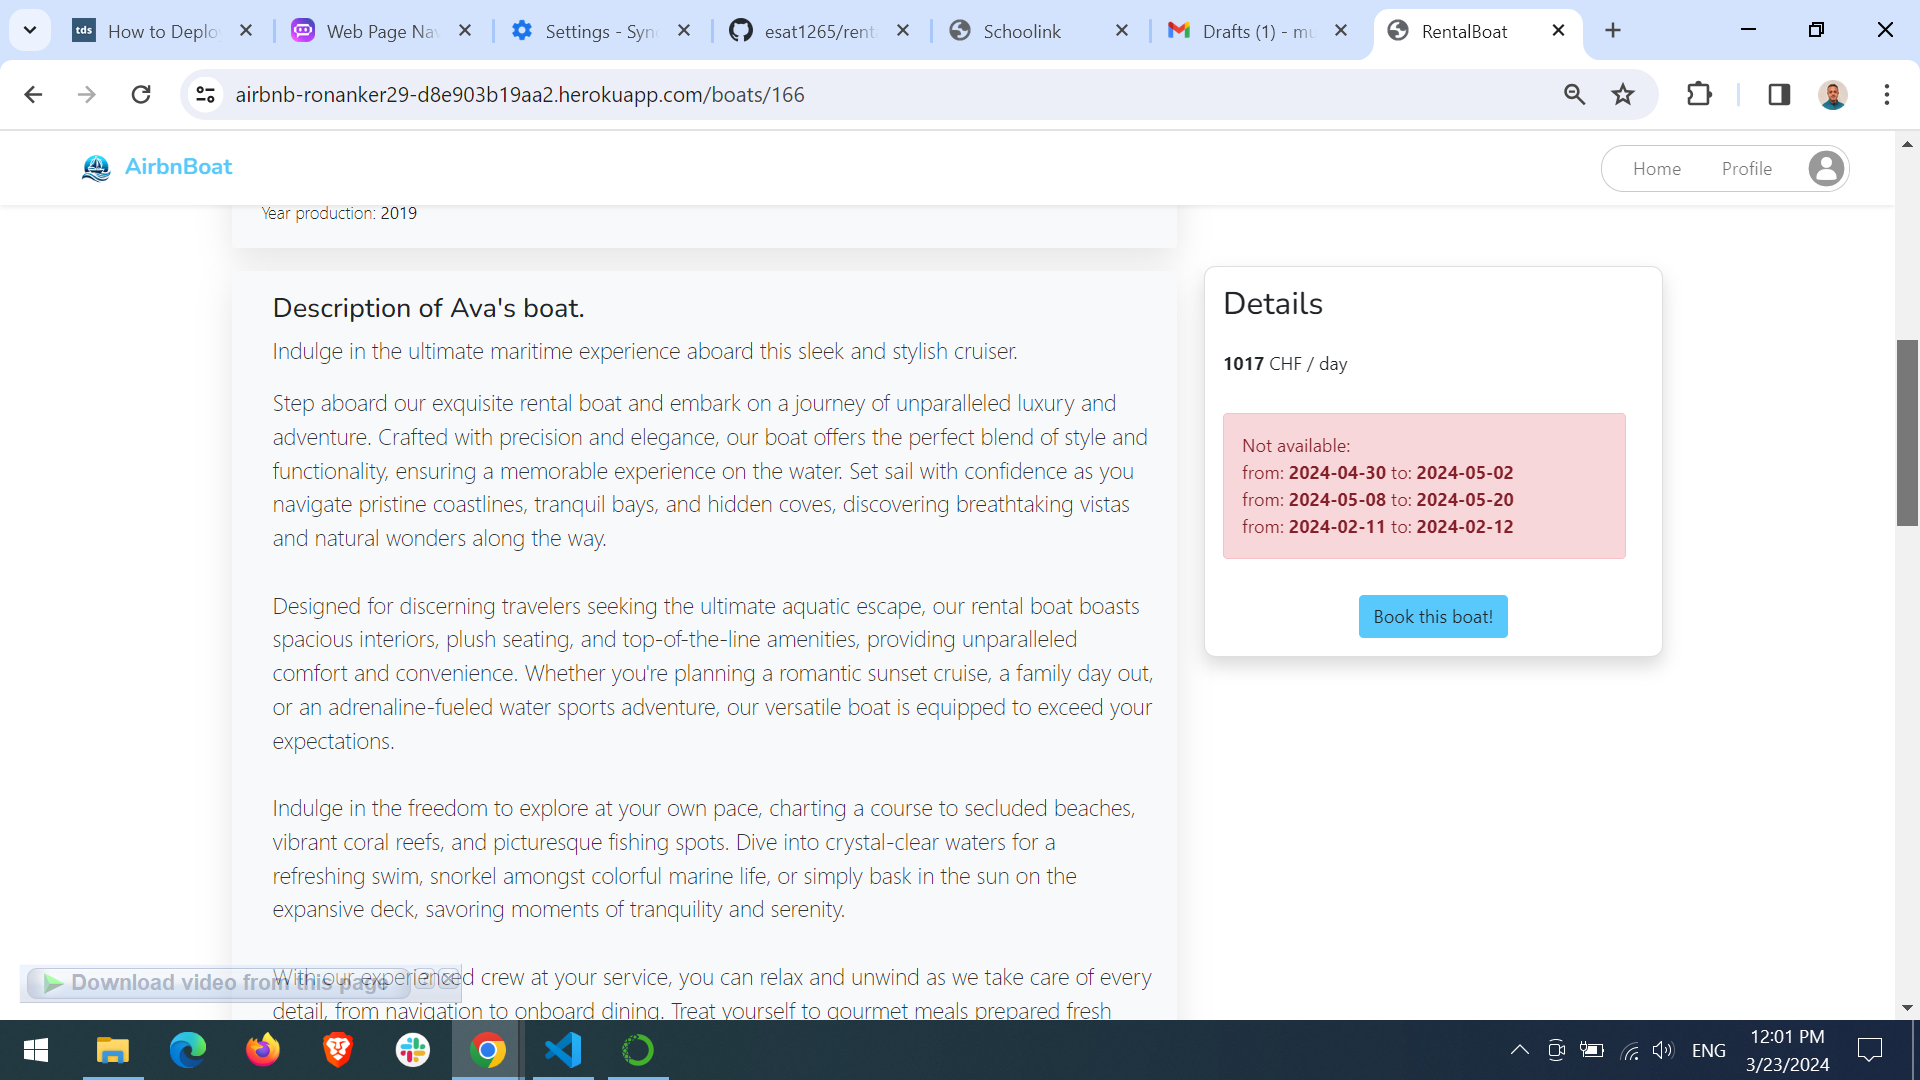 tds How to Deplo
Web Page Nav
Settings - Sync
esat1265/renta
Schoolink
Drafts (1) - mu
RentalBoat
airbnb-ronanker29-d8e903b19aa2.herokuapp.com/boats/166
AirbnBoat
Home
Profile
Year production: 2019
Description of Ava's boat.
Indulge in the ultimate maritime experience aboard this sleek and stylish cruiser.
Step aboard our exquisite rental boat and embark on a journey of unparalleled luxury and
adventure. Crafted with precision and elegance, our boat offers the perfect blend of style and
functionality, ensuring a memorable experience on the water. Set sail with confidence as you
navigate pristine coastlines, tranquil bays, and hidden coves, discovering breathtaking vistas
and natural wonders along the way.
Designed for discerning travelers seeking the ultimate aquatic escape, our rental boat boasts
spacious interiors, plush seating, and top-of-the-line amenities, providing unparalleled
comfort and convenience. Whether you're planning a romantic sunset cruise, a family day out,
or an adrenaline-fueled water sports adventure, our versatile boat is equipped to exceed your
expectations.
Indulge in the freedom to explore at your own pace, charting a course to secluded beaches,
vibrant coral reefs, and picturesque fishing spots. Dive into crystal-clear waters for a
refreshing swim, snorkel amongst colorful marine life, or simply bask in the sun on the
expansive deck, savoring moments of tranquility and serenity.
With our experienced crew at your service, you can relax and unwind as we take care of every
detail, from navigation to onboard dining. Treat yourself to gourmet meals prepared fresh
Details
1017 CHF / day
Not available:
from: 2024-04-30 to: 2024-05-02
from: 2024-05-08 to: 2024-05-20
from: 2024-02-11 to: 2024-02-12
Book this boat!
Download video from this page
ENG
12:01 PM
3/23/2024